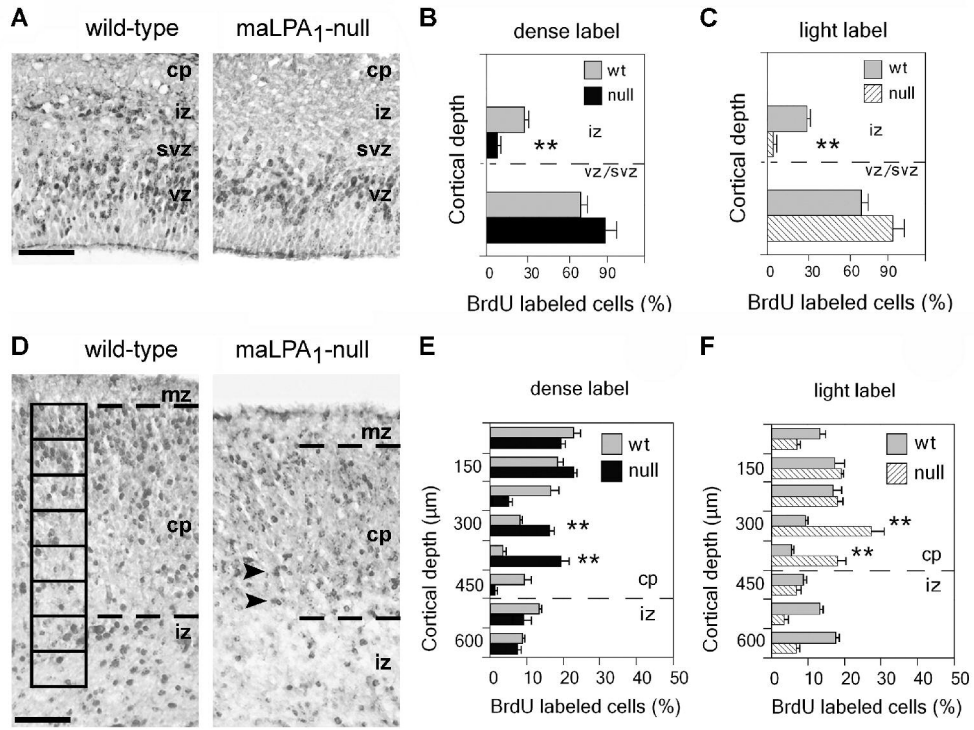 A
wild-type
maLPA1-null
cp
iz
svz
vz
cp
iz
svz
vz
B
dense label
wt
null
iz
**
vz/svz
Cortical depth
0 30 60 90
BrdU labeled cells (%)
C
light label
wt
null
iz
**
vz/svz
Cortical depth
0 30 60 90
BrdU labeled cells (%)
D
wild-type
maLPA1-null
mz
cp
iz
mz
cp
iz
E
dense label
wt
null
150
300
**
**
450
cp
iz
600
Cortical depth (µm)
0 10 20 30 40 50
BrdU labeled cells (%)
F
light label
wt
null
150
300
**
**
cp
450
iz
600
Cortical depth (µm)
0 10 20 30 40 50
BrdU labeled cells (%)